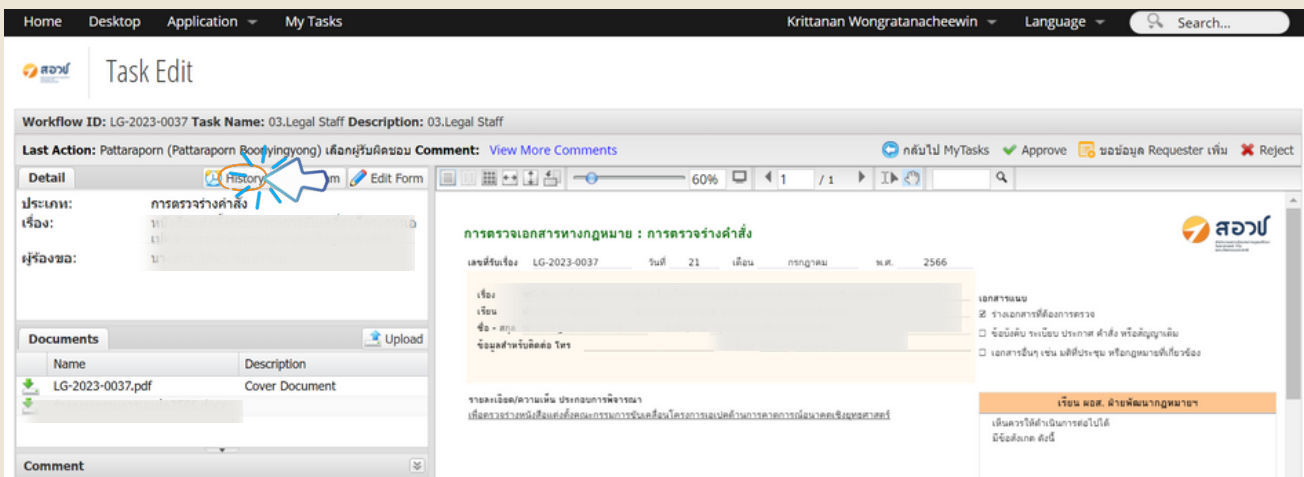 Home Desktop Application My Tasks Krittanan Wongratanacheewin Language Search...
สอวช Task Edit
Workflow ID: LG-2023-0037 Task Name: 03.Legal Staff Description: 03.Legal Staff
Last Action: Pattaraporn (Pattaraporn Boonyingyong) เลือกผู้รับผิดชอบ Comment: View More Comments กลับไป MyTasks Approve ขอข้อมูล Requester เพิ่ม Reject
Detail History Edit Form 60% 1 / 1
ประเภท: การตรวจร่างคำสั่ง
เรื่อง:
ผู้ร้องขอ:
สอวช
การตรวจเอกสารทางกฎหมาย : การตรวจร่างคำสั่ง
เลขที่รับเรื่อง LG-2023-0037 วันที่ 21 เดือน กรกฎาคม พ.ศ. 2566
เรื่อง
เรียน
ชื่อ - สกุล
ข้อมูลสำหรับติดต่อ โทร
เอกสารแนบ
ร่างเอกสารที่ต้องการตรวจ
ข้อบังคับ ระเบียบ ประกาศ คำสั่ง หรือสัญญาเดิม
เอกสารอื่นๆ เช่น มติที่ประชุม หรือกฎหมายที่เกี่ยวข้อง
Documents Upload
Name Description
LG-2023-0037.pdf Cover Document
รายละเอียด/ความเห็น ประกอบการพิจารณา
เพื่อตรวจร่างหนังสือแต่งตั้งคณะกรรมการขับเคลื่อนโครงการเอเปคด้านการคาดการณ์อนาคตเชิงยุทธศาสตร์
เรียน ผอส. ฝ่ายพัฒนากฎหมายฯ
เห็นควรให้ดำเนินการต่อไปได้
มีข้อสังเกต ดังนี้
Comment